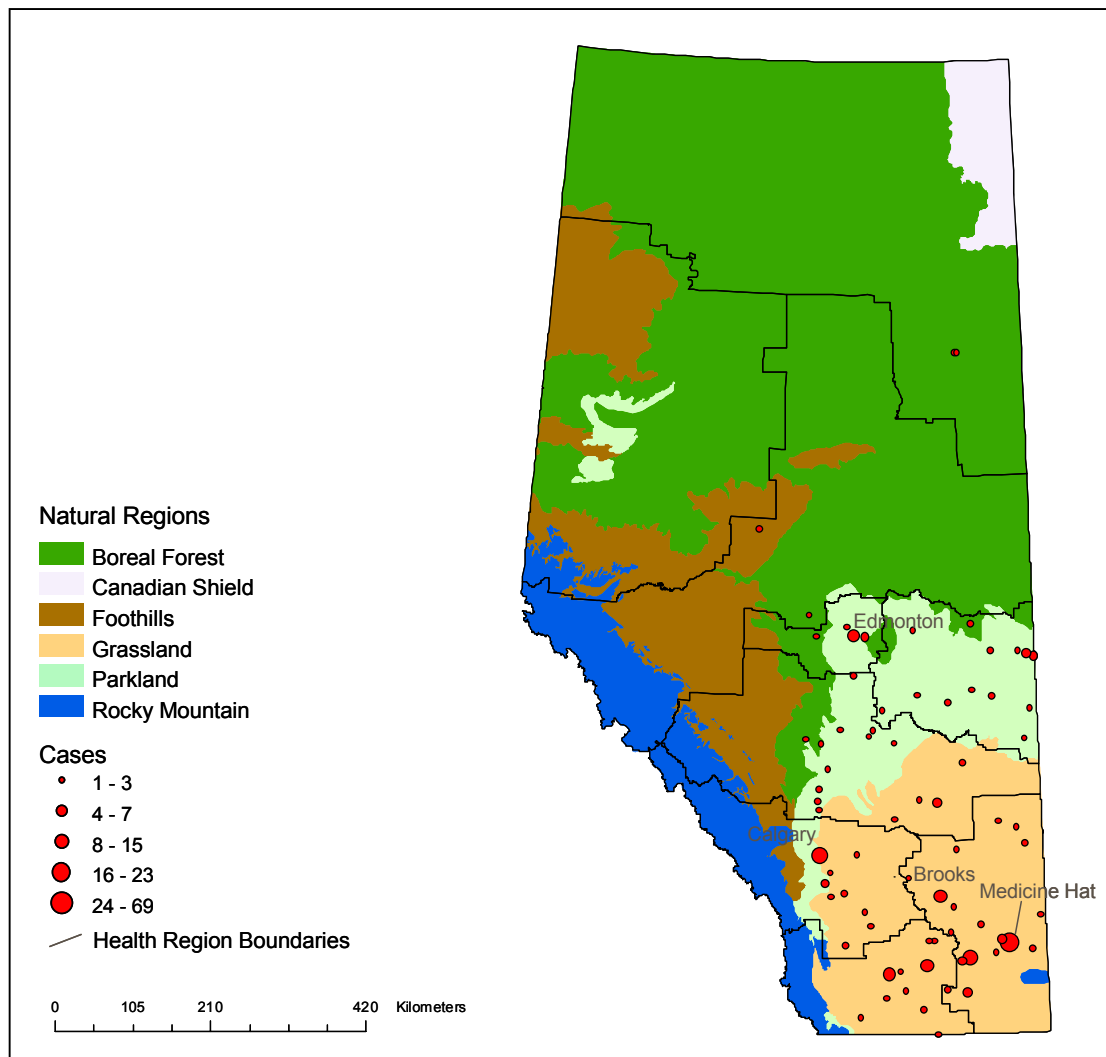 Edmonton
Calgary
Brooks
Medicine Hat
Natural Regions
Boreal Forest
Canadian Shield
Foothills
Grassland
Parkland
Rocky Mountain
Cases
1 - 3
4 - 7
8 - 15
16 - 23
24 - 69
Health Region Boundaries
0 105 210 420 Kilometers